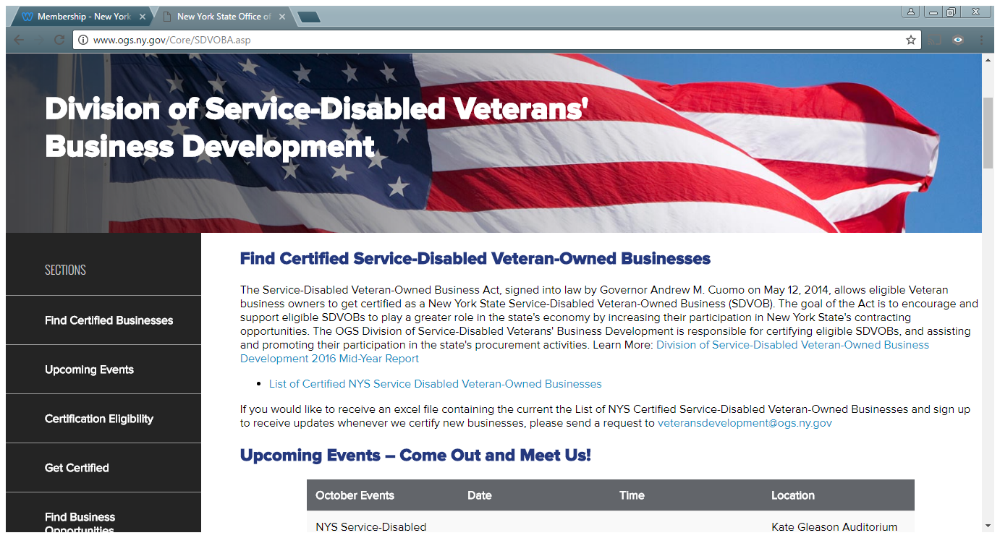 Membership - New York
New York State Office of
www.ogs.ny.gov/Core/SDVOBA.asp
Division of Service-Disabled Veterans'
Business Development
SECTIONS
Find Certified Businesses
Upcoming Events
Certification Eligibility
Get Certified
Find Business
Opportunities
Find Certified Service-Disabled Veteran-Owned Businesses
The Service-Disabled Veteran-Owned Business Act, signed into law by Governor Andrew M. Cuomo on May 12, 2014, allows eligible Veteran
business owners to get certified as a New York State Service-Disabled Veteran-Owned Business (SDVOB). The goal of the Act is to encourage and
support eligible SDVOBs to play a greater role in the state's economy by increasing their participation in New York State's contracting
opportunities. The OGS Division of Service-Disabled Veterans' Business Development is responsible for certifying eligible SDVOBs, and assisting
and promoting their participation in the state's procurement activities. Learn More: Division of Service-Disabled Veteran-Owned Business
Development 2016 Mid-Year Report
• List of Certified NYS Service Disabled Veteran-Owned Businesses
If you would like to receive an excel file containing the current the List of NYS Certified Service-Disabled Veteran-Owned Businesses and sign up
to receive updates whenever we certify new businesses, please send a request to veteransdevelopment@ogs.ny.gov
Upcoming Events – Come Out and Meet Us!
October Events Date Time Location
NYS Service-Disabled Kate Gleason Auditorium